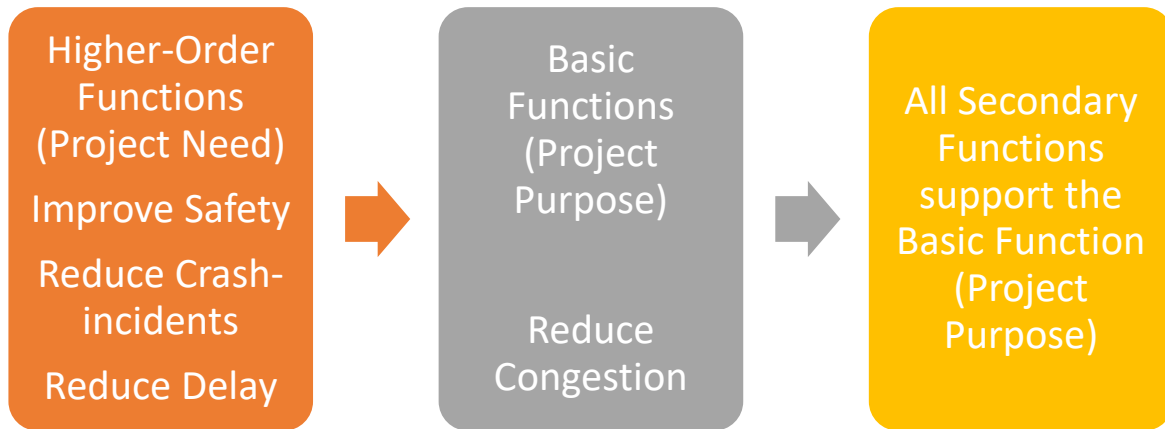 Higher-Order
Functions
(Project Need)
Improve Safety
Reduce Crash-
incidents
Reduce Delay
Basic
Functions
(Project
Purpose)
Reduce
Congestion
All Secondary
Functions
support the
Basic Function
(Project
Purpose)